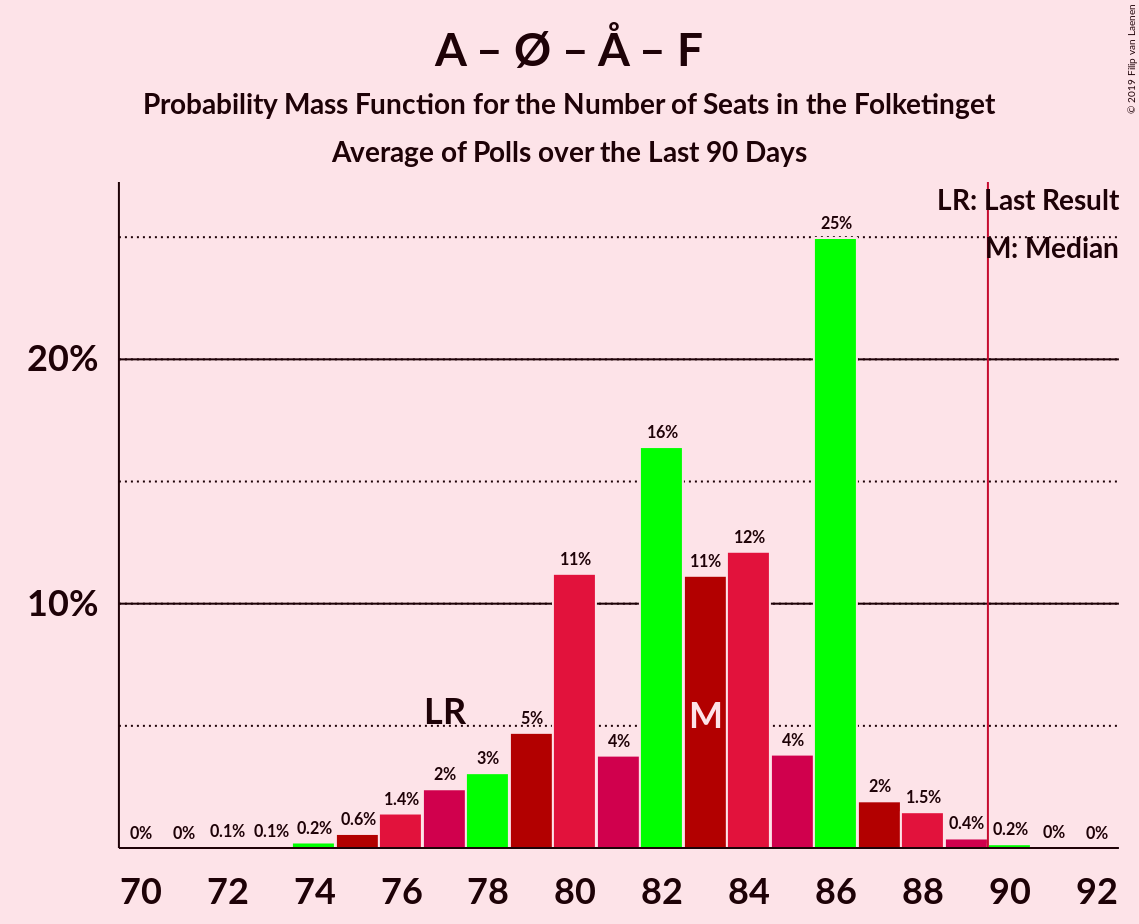 A – Ø – Å – F
Probability Mass Function for the Number of Seats in the Folketinget
Average of Polls over the Last 90 Days
© 2019 Filip van Laenen
LR: Last Result
M: Median
20%
10%
0% 0% 0.1% 0.1% 0.2% 0.6% 1.4% 2% 3% 5% 11% 4% 16% 11% 12% 4% 25% 2% 1.5% 0.4% 0.2% 0% 0%
LR
M
70 72 74 76 78 80 82 84 86 88 90 92